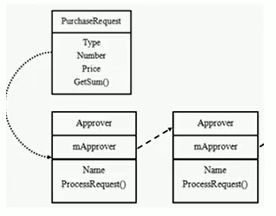 PurchaseRequest
Type
Number
Price
GetSum()
Approver
mApprover
Name
ProcessRequest()
Approver
mApprover
Name
ProcessRequest()